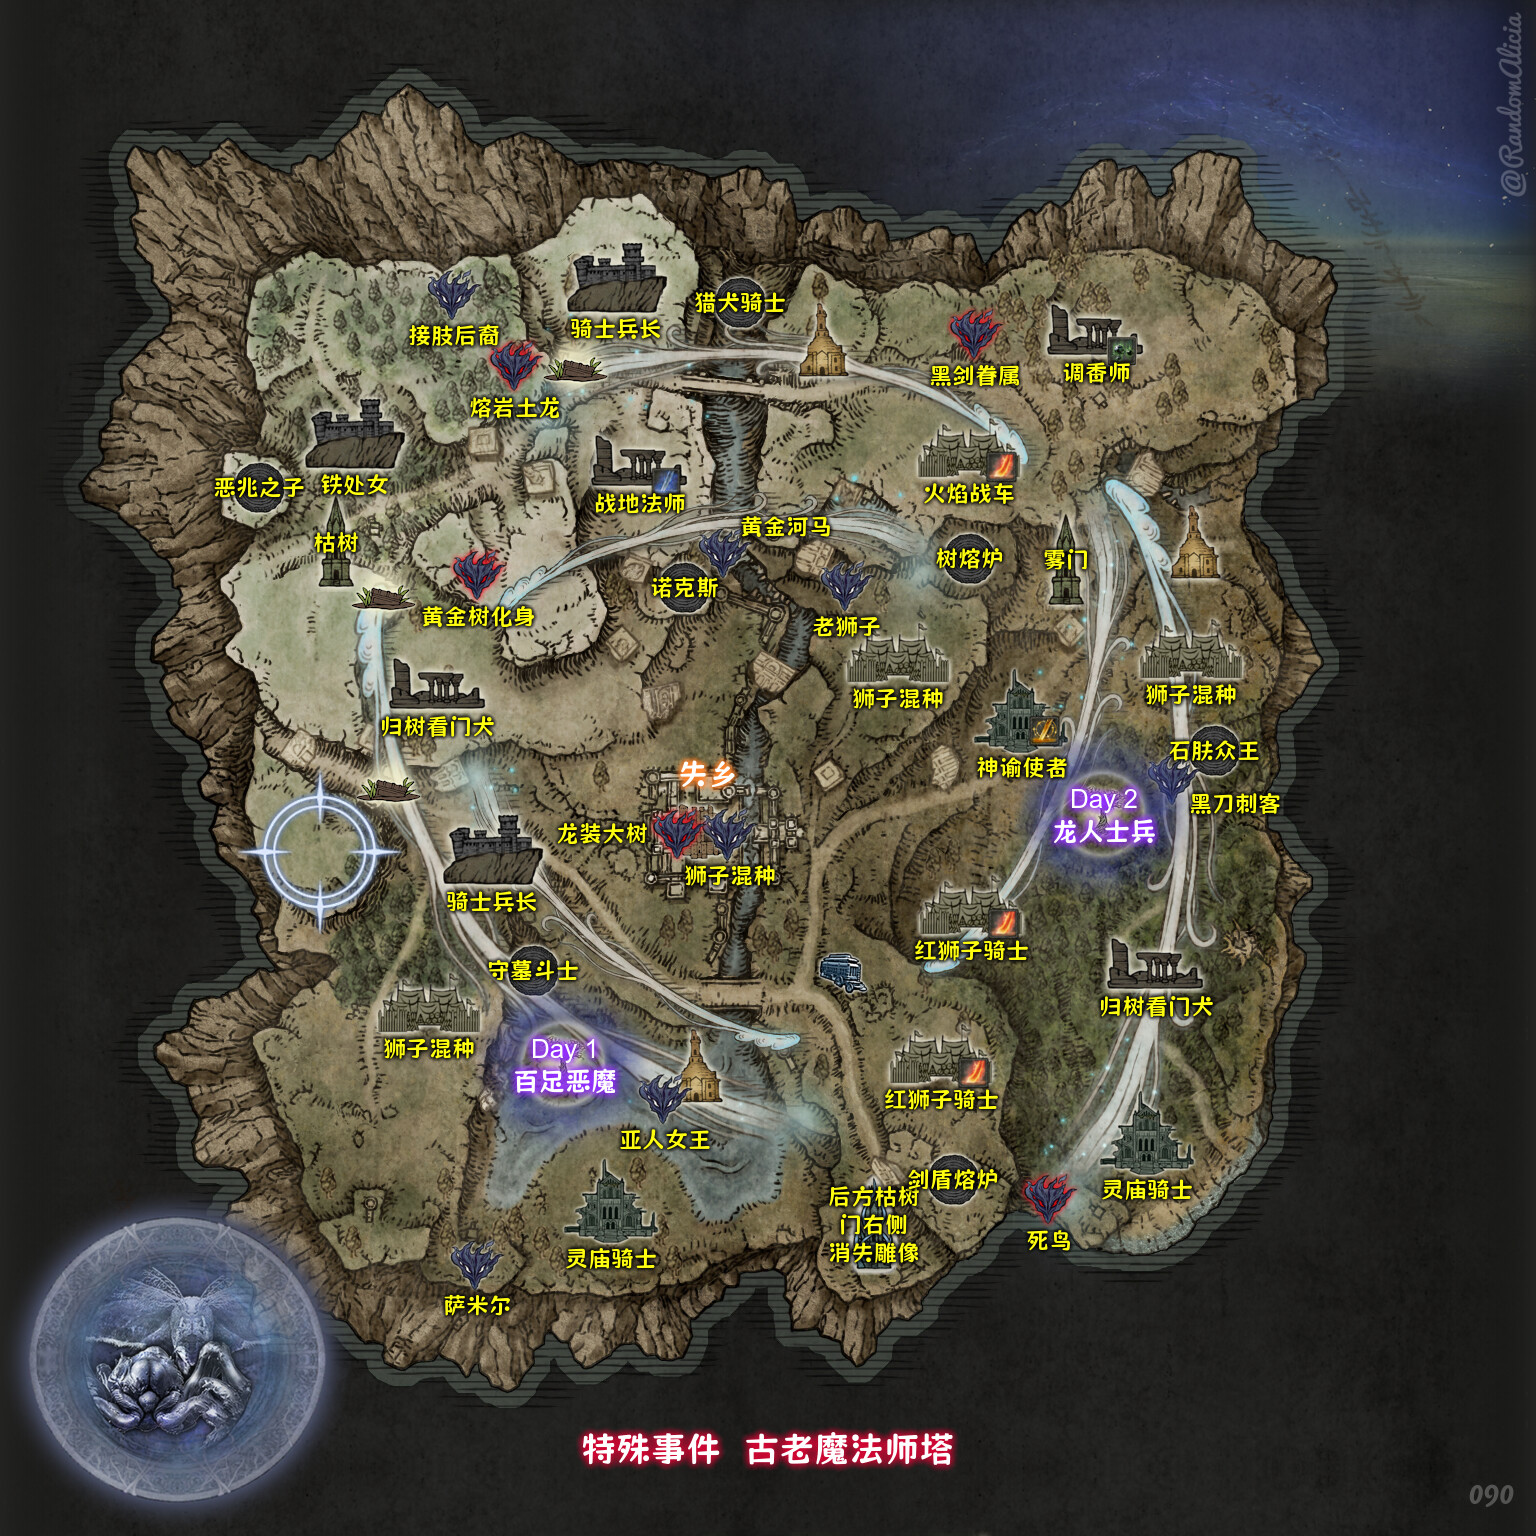 @RandomAlicia
猎犬骑士
骑士兵长
接肢后裔
黑剑眷属
调香师
熔岩土龙
恶兆之子
铁处女
战地法师
火焰战车
黄金河马
枯树
树熔炉
雾门
诺克斯
黄金树化身
老狮子
狮子混种
狮子混种
归树看门犬
石肤众王
神谕使者
失乡
Day 2
龙人士兵
黑刀刺客
龙装大树
狮子混种
骑士兵长
红狮子骑士
守墓斗士
归树看门犬
狮子混种
Day 1
百足恶魔
红狮子骑士
亚人女王
剑盾熔炉
后方枯树
门右侧
消失雕像
灵庙骑士
死鸟
灵庙骑士
萨米尔
特殊事件 古老魔法师塔
090